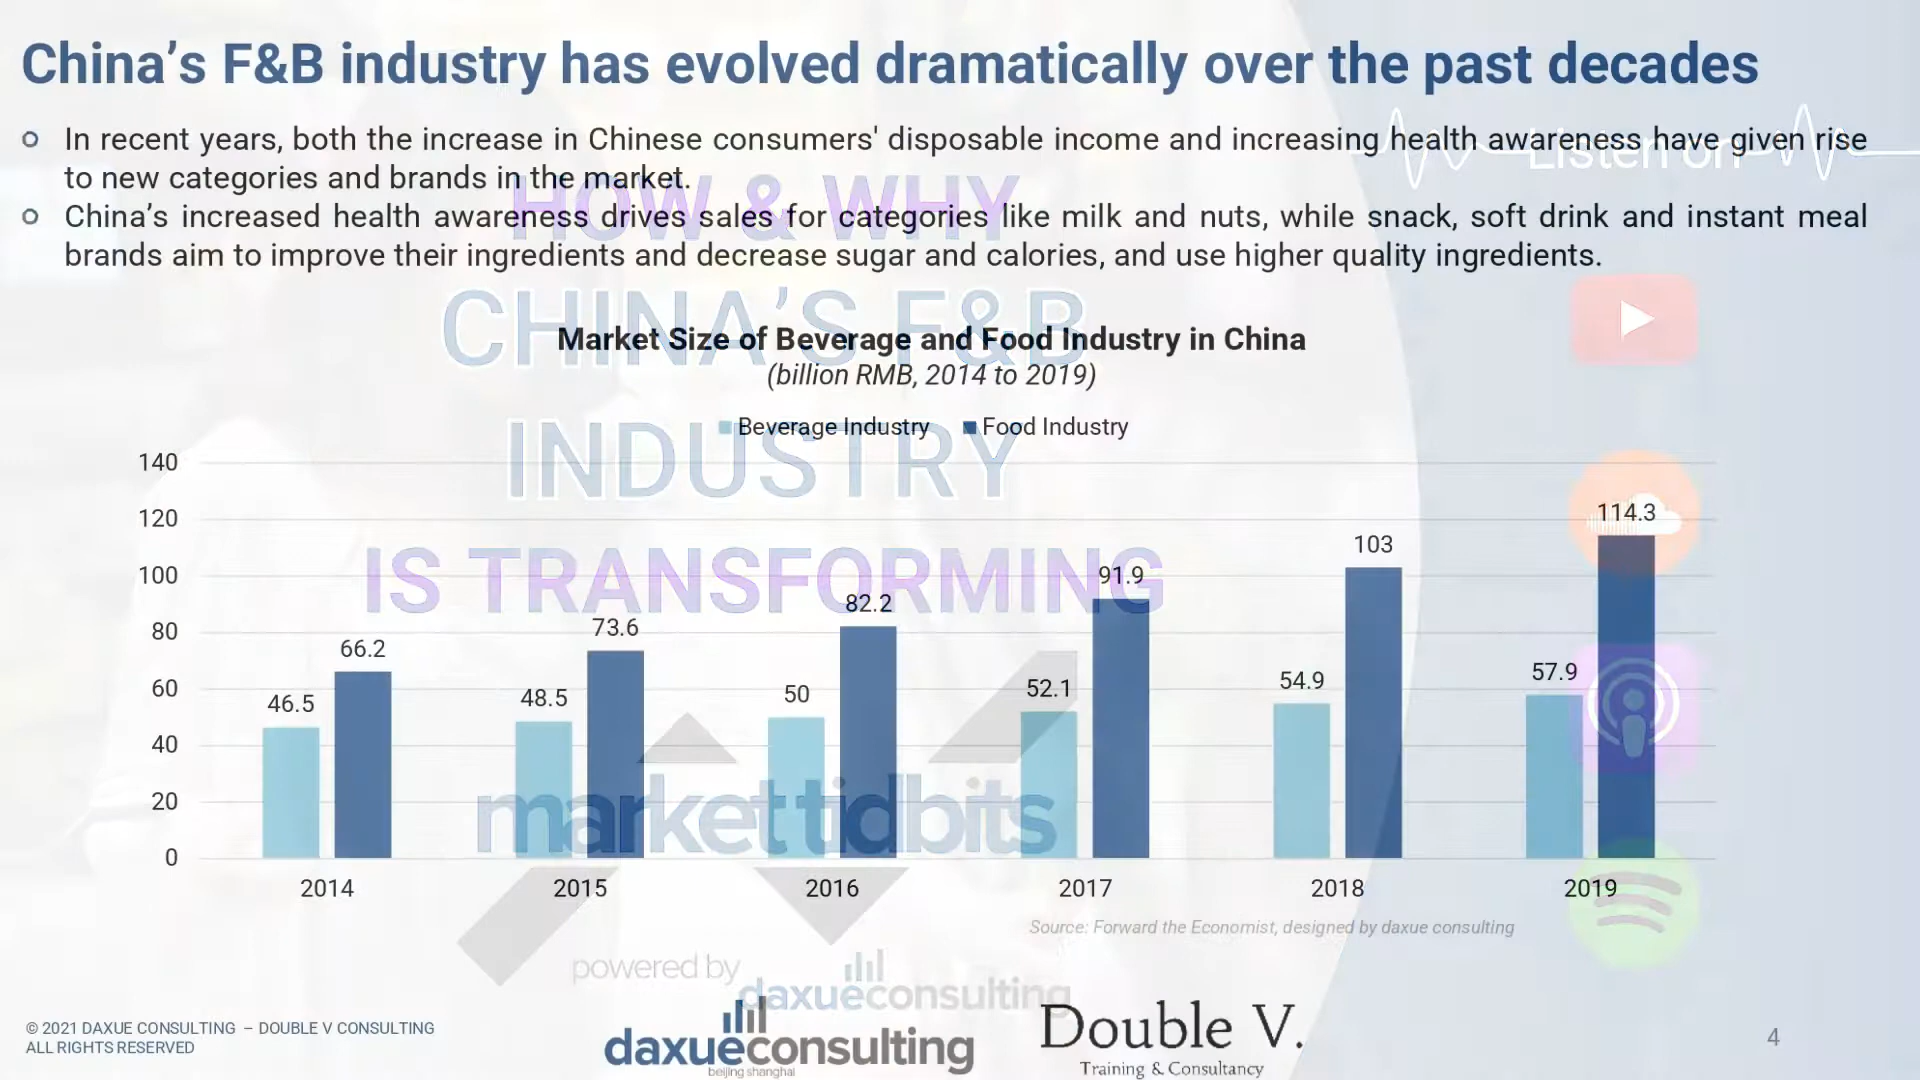 China’s F&B industry has evolved dramatically over the past decades
In recent years, both the increase in Chinese consumers' disposable income and increasing health awareness have given rise
to new categories and brands in the market.
China’s increased health awareness drives sales for categories like milk and nuts, while snack, soft drink and instant meal
brands aim to improve their ingredients and decrease sugar and calories, and use higher quality ingredients.
Listen on
HOW & WHY
CHINA’S F&B
INDUSTRY
IS TRANSFORMING
Market Size of Beverage and Food Industry in China
(billion RMB, 2014 to 2019)
Beverage Industry Food Industry
140
120
100
80
60
40
20
0
46.5 66.2
48.5 73.6
50 82.2
52.1 91.9
54.9 103
57.9 114.3
2014 2015 2016 2017 2018 2019
market tidbits
Source: Forward the Economist, designed by daxue consulting
powered by
daxueconsulting
© 2021 DAXUE CONSULTING – DOUBLE V CONSULTING
ALL RIGHTS RESERVED
daxueconsulting
beijing shanghai
Double V.
Training & Consultancy
4